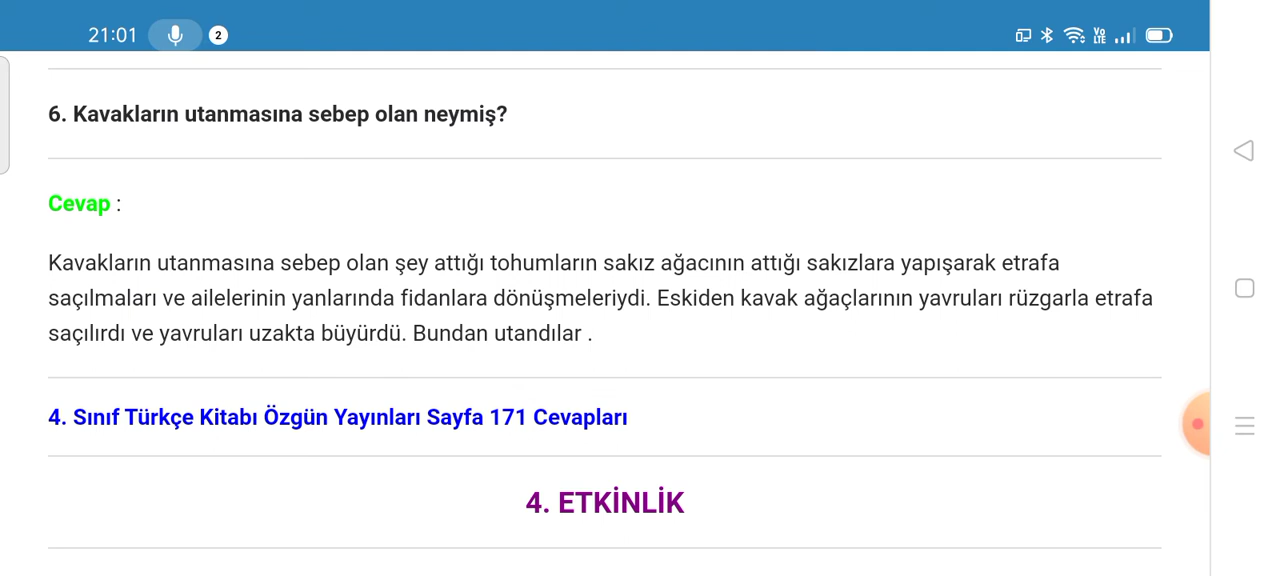 21:01
2
VoLTE
6. Kavakların utanmasına sebep olan neymiş?
Cevap :
Kavakların utanmasına sebep olan şey attığı tohumların sakız ağacının attığı sakızlara yapışarak etrafa
saçılmaları ve ailelerinin yanlarında fidanlara dönüşmeleriydi. Eskiden kavak ağaçlarının yavruları rüzgarla etrafa
saçılırdı ve yavruları uzakta büyürdü. Bundan utandılar .
4. Sınıf Türkçe Kitabı Özgün Yayınları Sayfa 171 Cevapları
4. ETKİNLİK